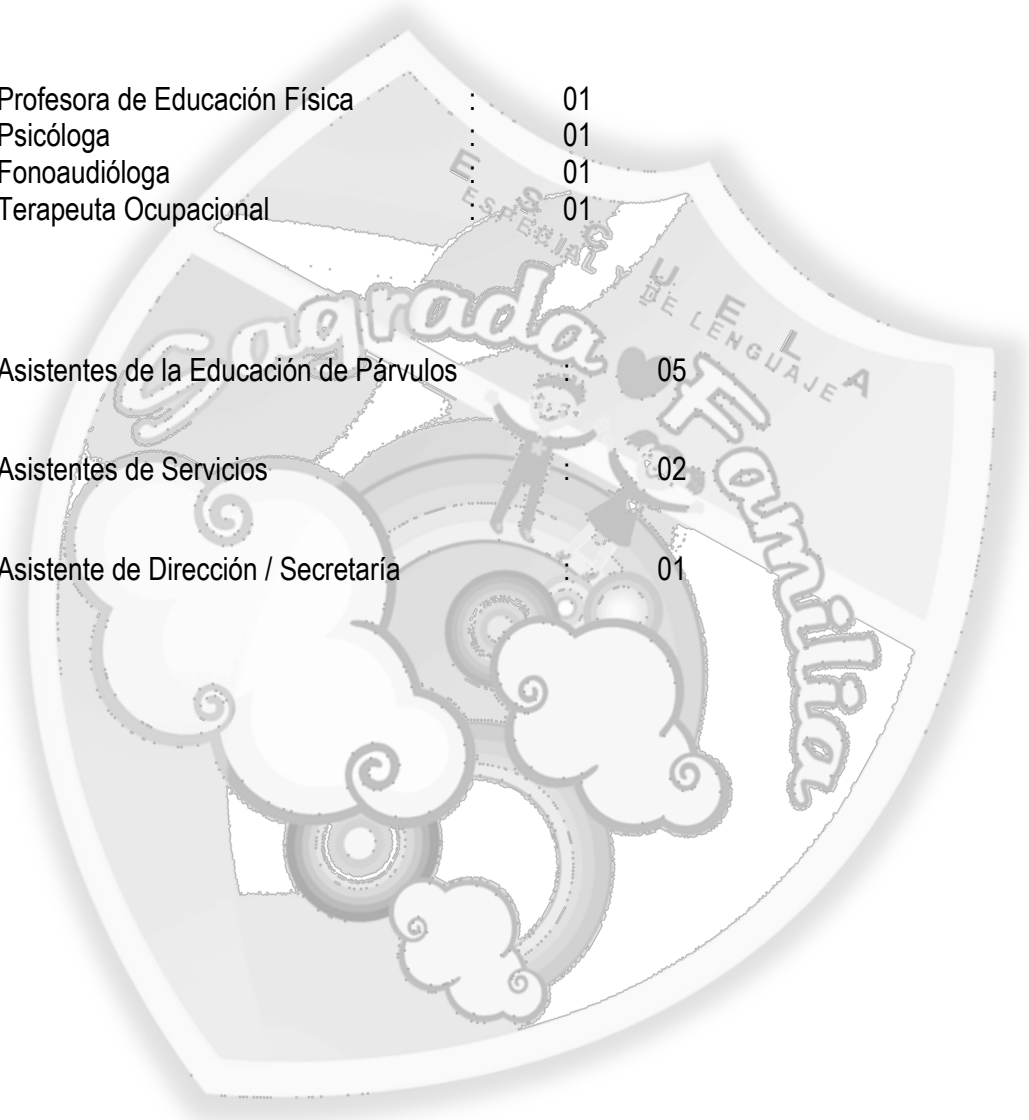 Profesora de Educación Física : 01
Psicóloga : 01
Fonoaudióloga : 01
Terapeuta Ocupacional : 01
Asistentes de la Educación de Párvulos : 05
Asistentes de Servicios : 02
Asistente de Dirección / Secretaría : 01
ESCUELA
ESPECIAL Y DE LENGUAJE
Sagrada Familia